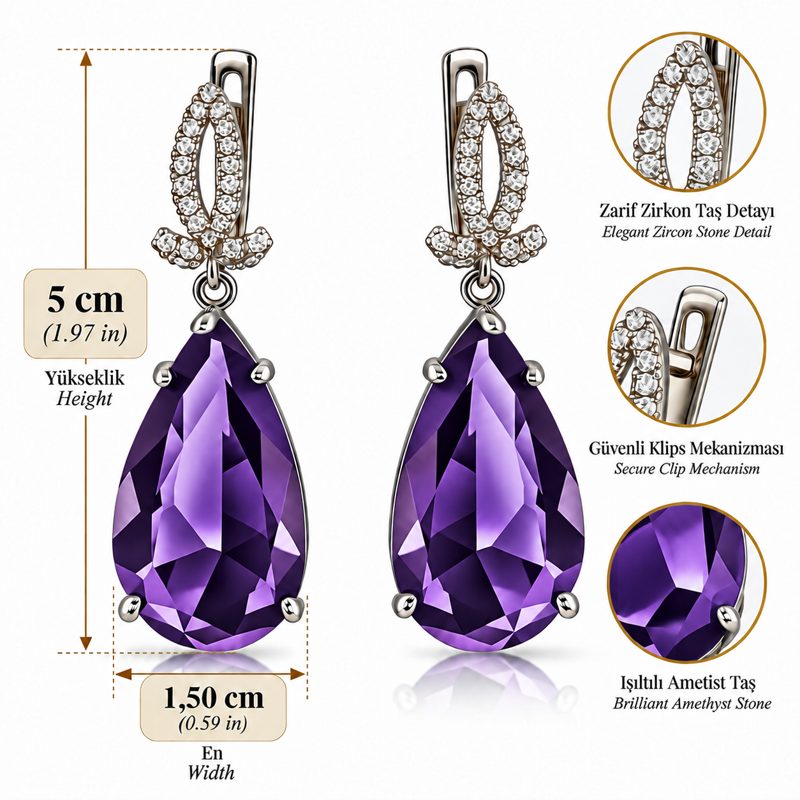 5 cm
(1.97 in)
Yükseklik
Height
1,50 cm
(0.59 in)
En
Width
Zarif Zirkon Taş Detayı
Elegant Zircon Stone Detail
Güvenli Klips Mekanizması
Secure Clip Mechanism
Işıltılı Ametist Taş
Brilliant Amethyst Stone